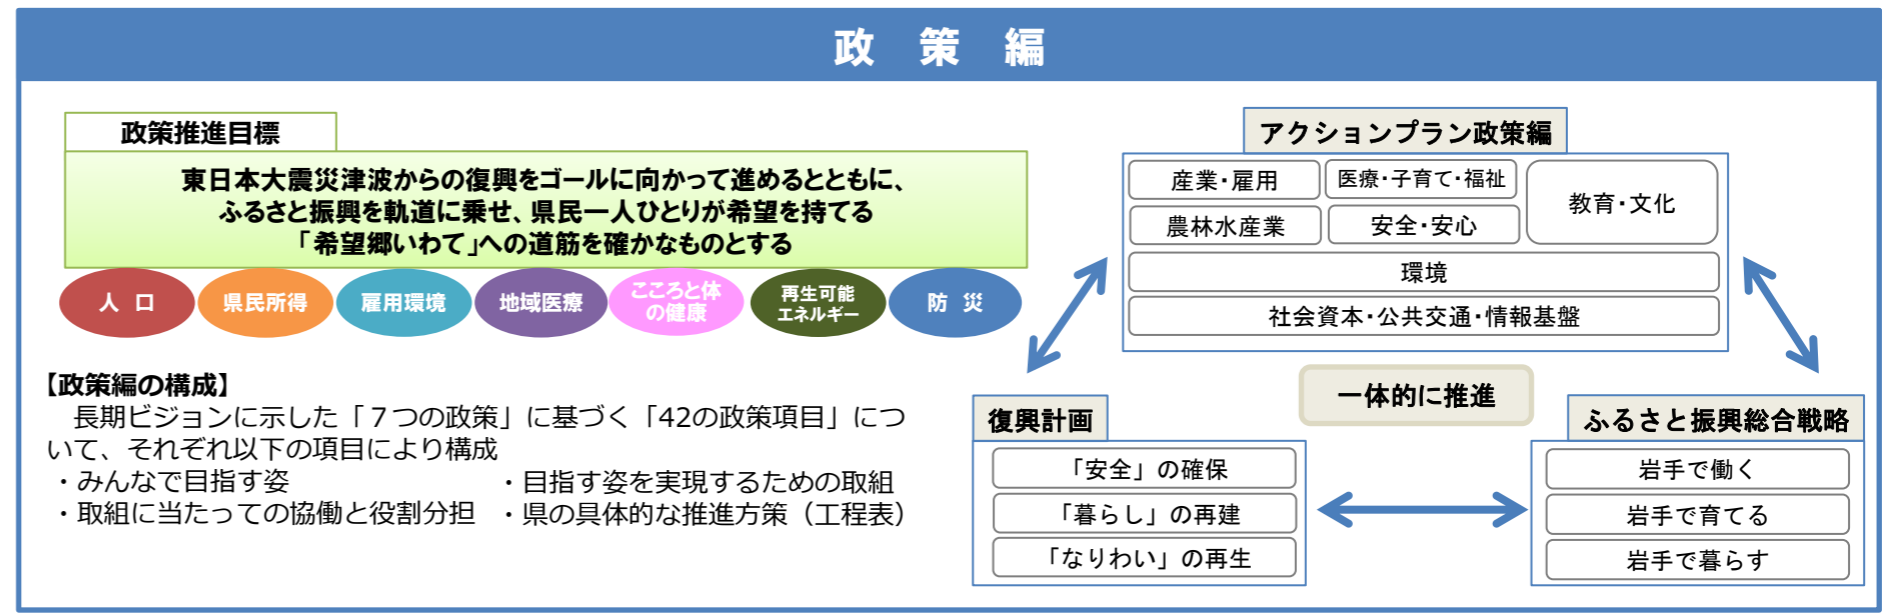 政 策 編
政策推進目標
東日本大震災津波からの復興をゴールに向かって進めるとともに、
ふるさと振興を軌道に乗せ、県民一人ひとりが希望を持てる
「希望郷いわて」への道筋を確かなものとする
人 口
県民所得
雇用環境
地域医療
こころと体
の健康
再生可能
エネルギー
防 災
【政策編の構成】
長期ビジョンに示した「７つの政策」に基づく「42の政策項目」につ
いて、それぞれ以下の項目により構成
・みんなで目指す姿 ・目指す姿を実現するための取組
・取組に当たっての協働と役割分担 ・県の具体的な推進方策（工程表）
アクションプラン政策編
産業・雇用
医療・子育て・福祉
教育・文化
農林水産業
安全・安心
環境
社会資本・公共交通・情報基盤
一体的に推進
復興計画
「安全」の確保
「暮らし」の再建
「なりわい」の再生
ふるさと振興総合戦略
岩手で働く
岩手で育てる
岩手で暮らす